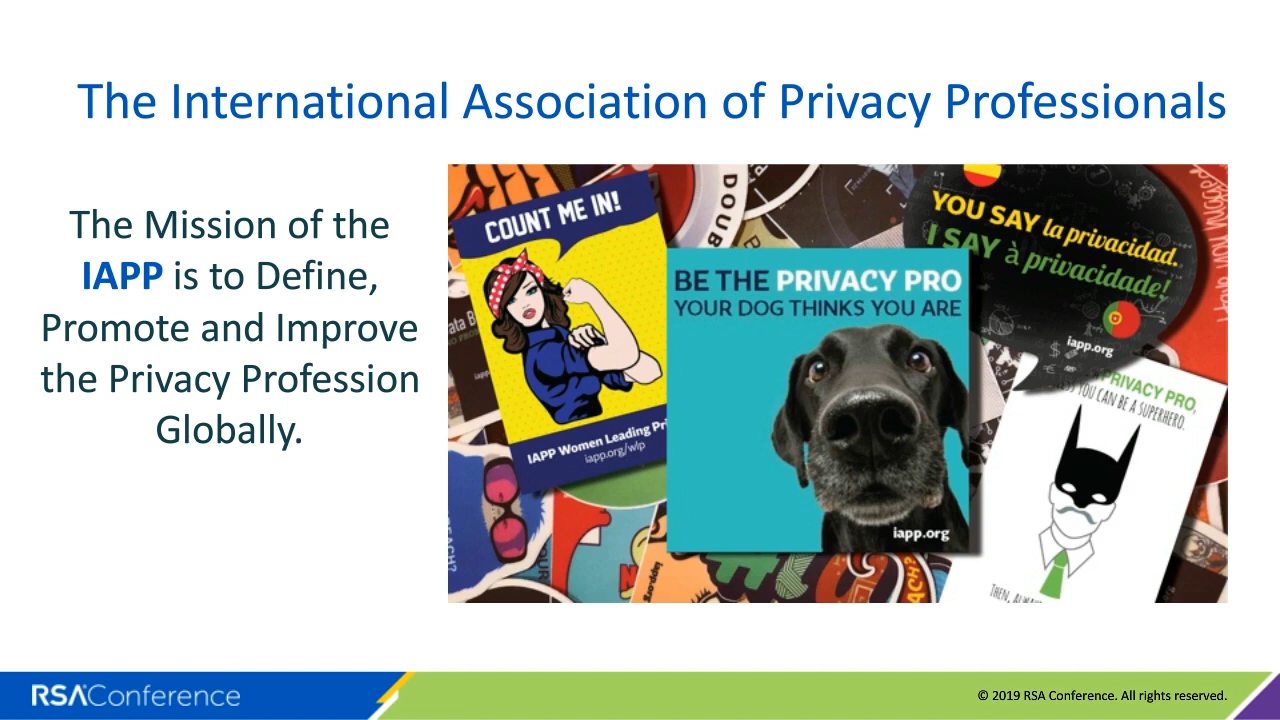 The International Association of Privacy Professionals
The Mission of the
IAPP is to Define,
Promote and Improve
the Privacy Profession
Globally.
COUNT ME IN!
IAPP Women Leading Pri
iapp.org/wlp
DOUB
BE THE PRIVACY PRO
YOUR DOG THINKS YOU ARE
iapp.org
YOU SAY la privacidad.
I SAY à privacidade!
iapp.org
PRIVACY PRO,
YOU CAN BE A SUPERHERO.
THEN,
RSAConference
© 2019 RSA Conference. All rights reserved.